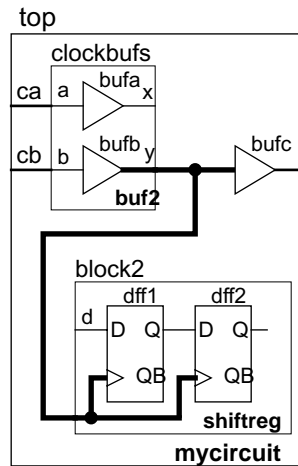 top
clockbufs
ca a bufa x
cb b bufb y bufc
buf2
block2
d dff1 dff2
D Q D Q
QB QB
shiftreg
mycircuit